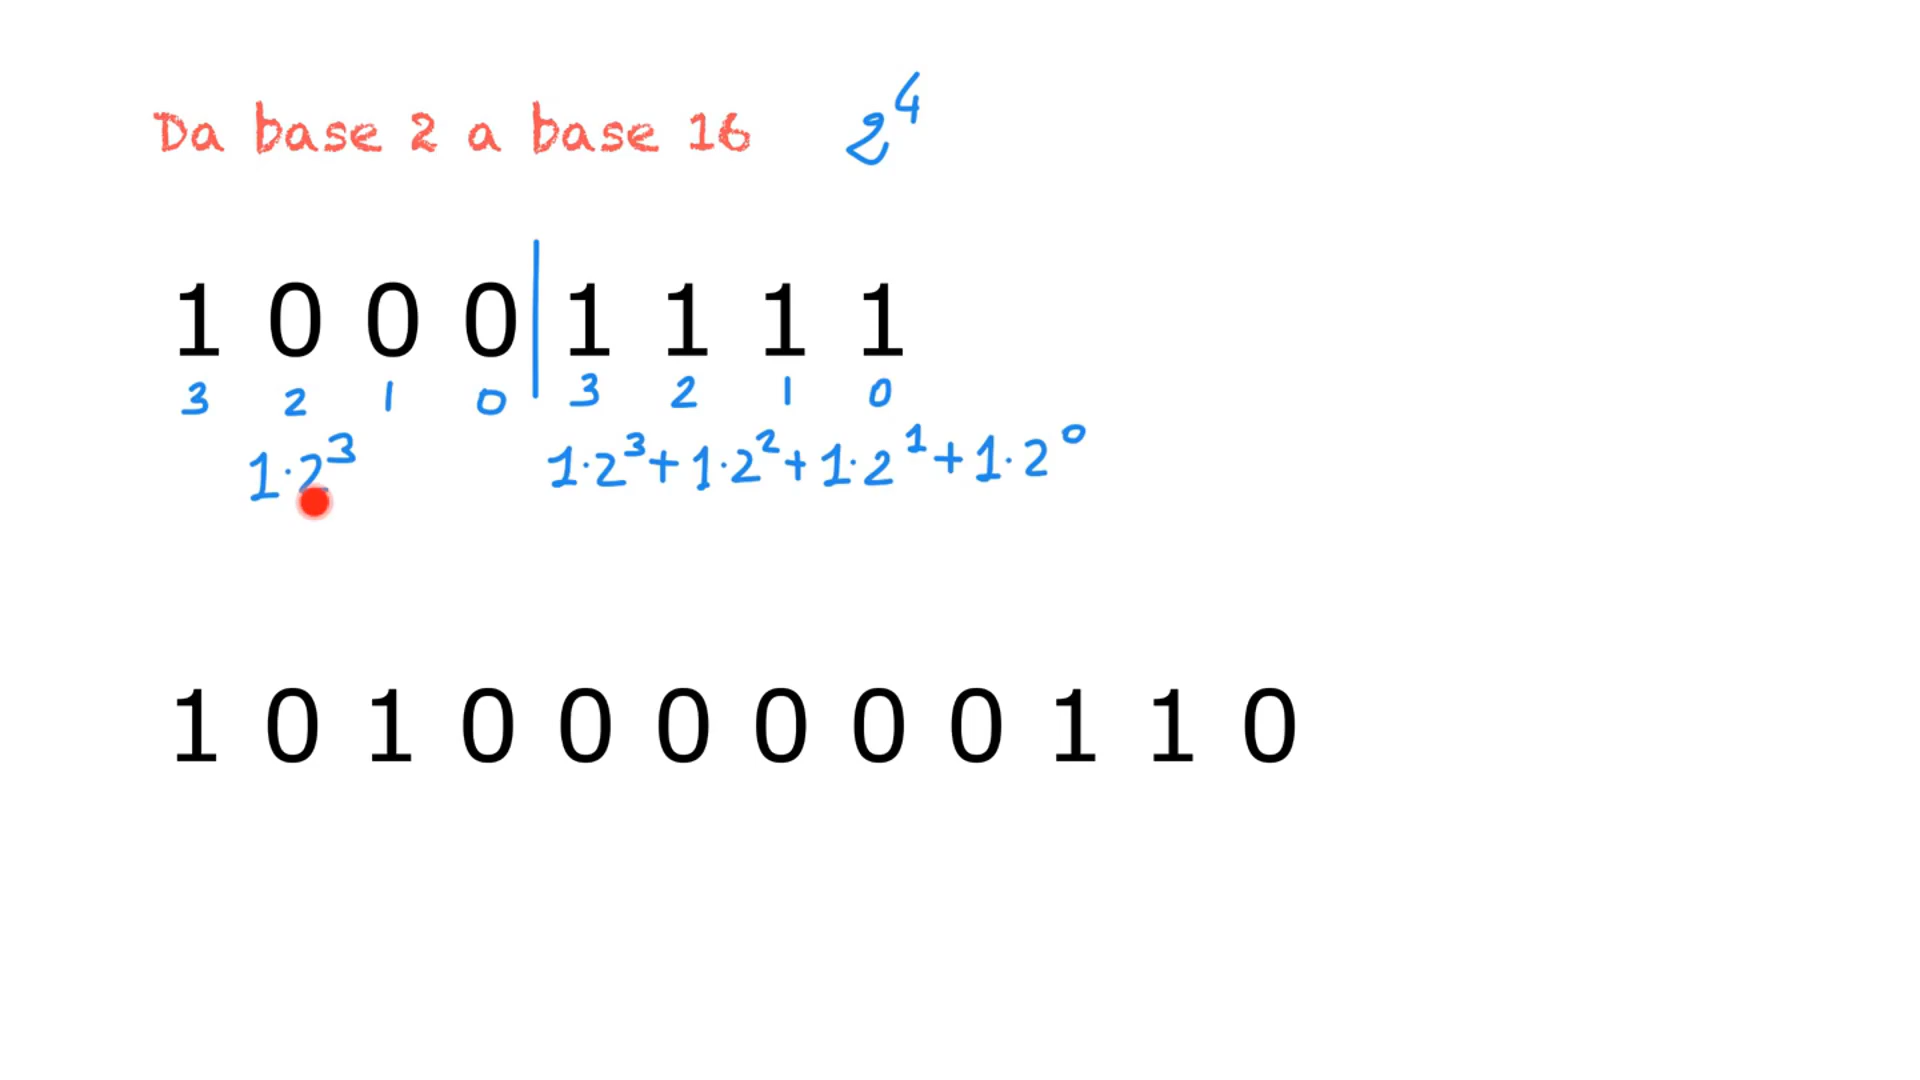 Da base 2 a base 16 2⁴
1 0 0 0 | 1 1 1 1
3 2 1 0 3 2 1 0
1·2³ 1·2³+1·2²+1·2¹+1·2⁰
1 0 1 0 0 0 0 0 0 1 1 0